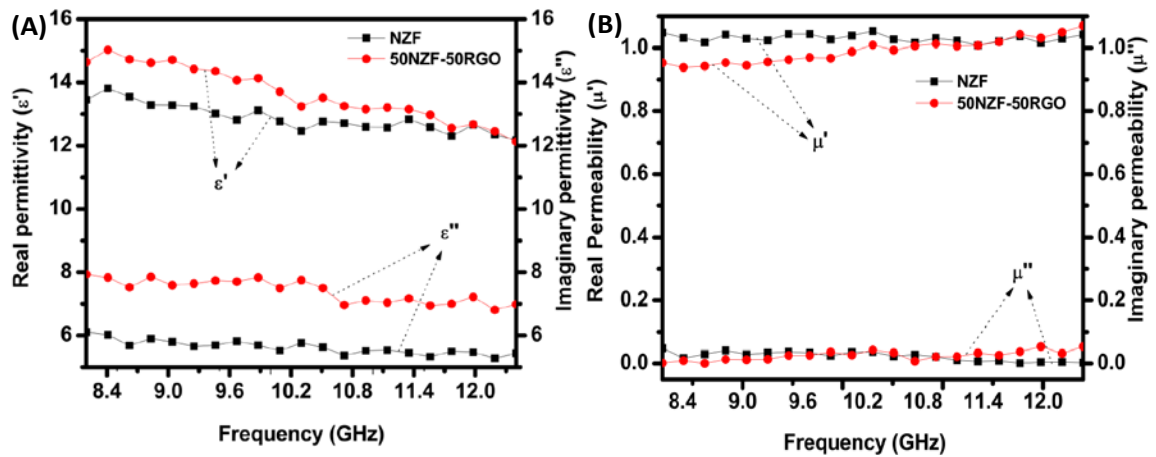 (A)
16
14
12
10
8
6
Real permittivity (ε')
NZF
50NZF-50RGO
ε'
ε"
16
14
12
10
8
6
Imaginary permittivity (ε")
8.4 9.0 9.6 10.2 10.8 11.4 12.0
Frequency (GHz)
(B)
1.0
0.8
0.6
0.4
0.2
0.0
Real Permeability (μ')
NZF
50NZF-50RGO
μ'
μ"
1.0
0.8
0.6
0.4
0.2
0.0
Imaginary permeability (μ")
8.4 9.0 9.6 10.2 10.8 11.4 12.0
Frequency (GHz)